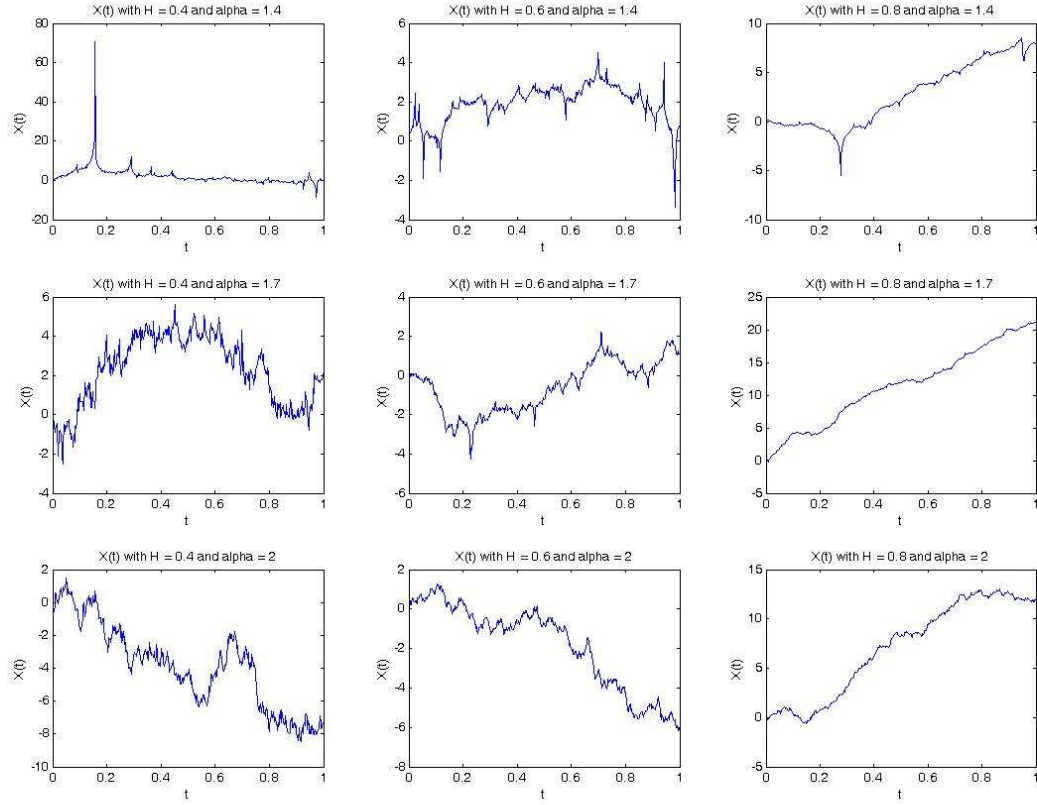 X(t) with H = 0.4 and alpha = 1.4
80
60
40
20
0
-20
0 0.2 0.4 0.6 0.8 1
t
X(t)
X(t) with H = 0.6 and alpha = 1.4
6
4
2
0
-2
4
0 0.2 0.4 0.6 0.8 1
t
X(t)
X(t) with H = 0.8 and alpha = 1.4
10
5
0
-5
-10
0 0.2 0.4 0.6 0.8 1
t
X(t)
X(t) with H = 0.4 and alpha = 1.7
6
4
2
0
-2
-4
0 0.2 0.4 0.6 0.8 1
t
X(t)
X(t) with H = 0.6 and alpha = 1.7
4
2
0
-2
-4
-6
0 0.2 0.4 0.6 0.8 1
t
X(t)
X(t) with H = 0.8 and alpha = 1.7
25
20
15
10
5
0
-5
0 0.2 0.4 0.6 0.8 1
t
X(t)
X(t) with H = 0.4 and alpha = 2
2
0
-2
-4
-6
-8
-10
0 0.2 0.4 0.6 0.8 1
t
X(t)
X(t) with H = 0.6 and alpha = 2
2
0
-2
-4
-6
-8
0 0.2 0.4 0.6 0.8 1
t
X(t)
X(t) with H = 0.8 and alpha = 2
15
10
5
0
-5
0 0.2 0.4 0.6 0.8 1
t
X(t)